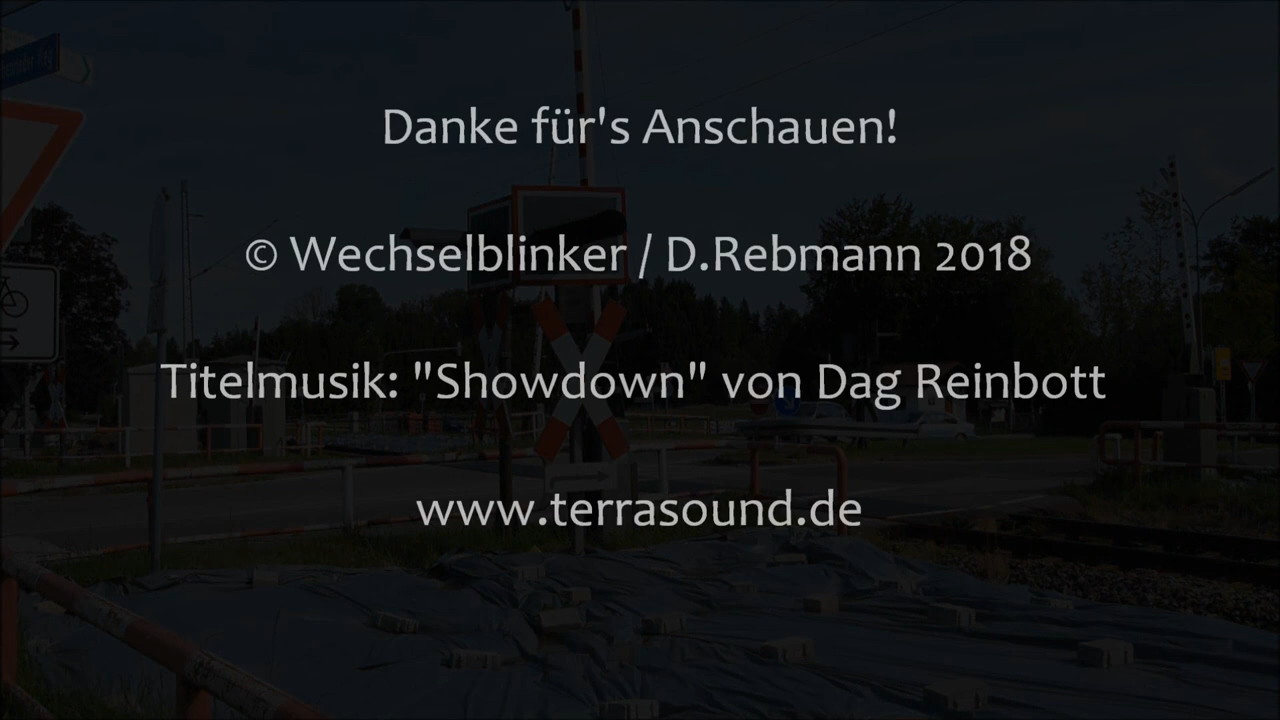 Danke für's Anschauen!
© Wechselblinker / D.Rebmann 2018
Titelmusik: "Showdown" von Dag Reinbott
www.terrasound.de